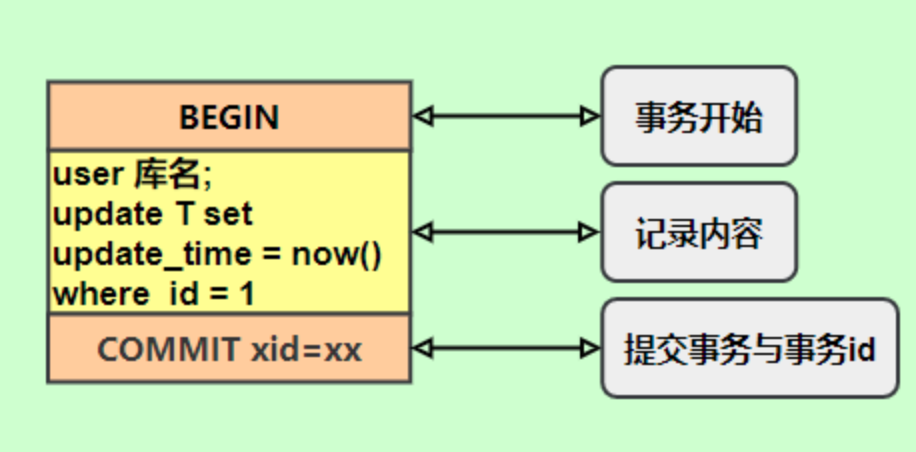 BEGIN
事务开始
user 库名;
update T set
update_time = now()
where id = 1
记录内容
COMMIT xid=xx
提交事务与事务id